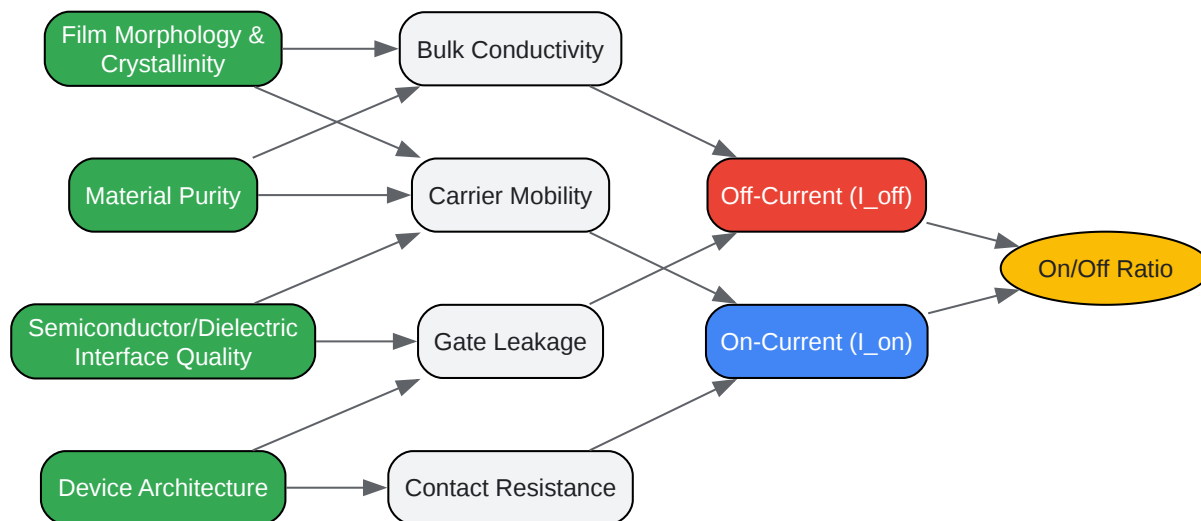 Film Morphology &
Crystallinity
Bulk Conductivity
Material Purity
Carrier Mobility
Off-Current (I_off)
On/Off Ratio
Semiconductor/Dielectric
Interface Quality
Gate Leakage
On-Current (I_on)
Device Architecture
Contact Resistance